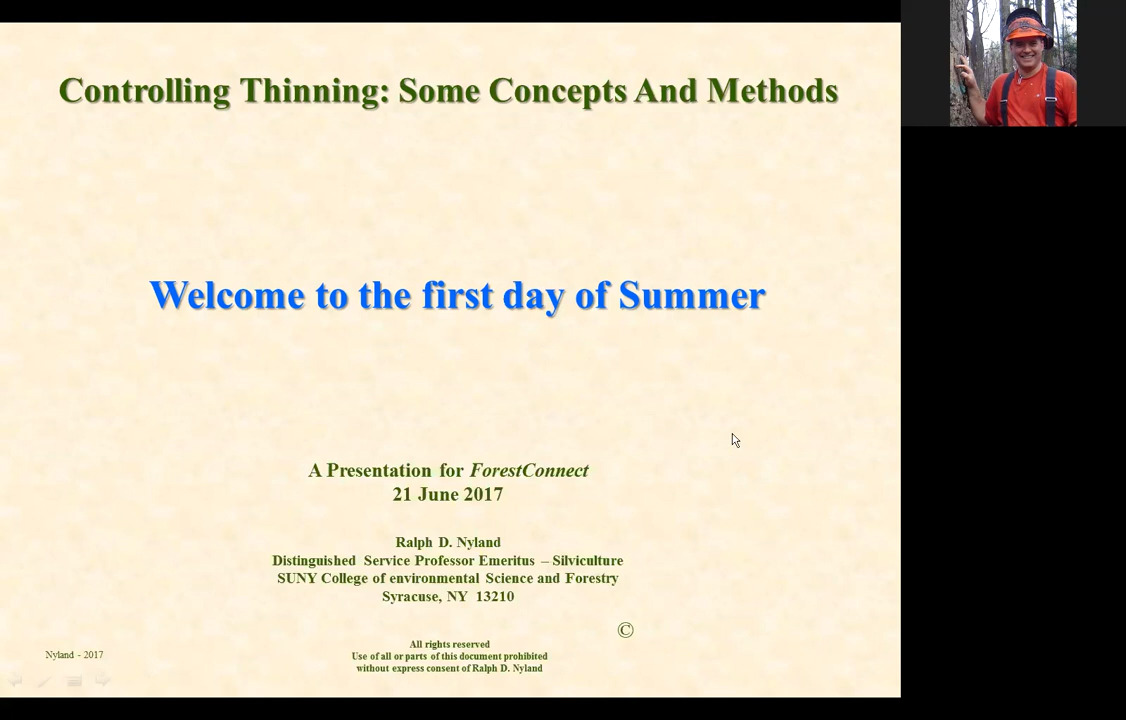 Controlling Thinning: Some Concepts And Methods
Welcome to the first day of Summer
A Presentation for ForestConnect
21 June 2017
Ralph D. Nyland
Distinguished Service Professor Emeritus – Silviculture
SUNY College of environmental Science and Forestry
Syracuse, NY 13210
©
All rights reserved
Use of all or parts of this document prohibited
without express consent of Ralph D. Nyland
Nyland - 2017